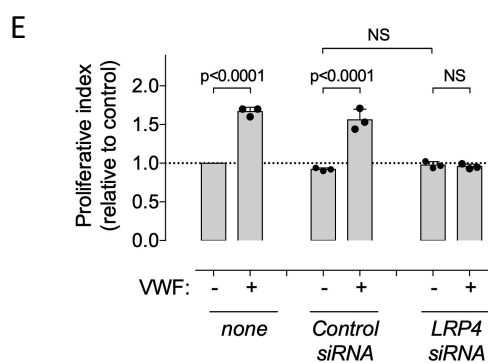 E
NS
p<0.0001
p<0.0001
NS
Proliferative index
(relative to control)
2.0
1.5
1.0
0.5
0.0
VWF: - + - + - +
none Control LRP4
siRNA siRNA